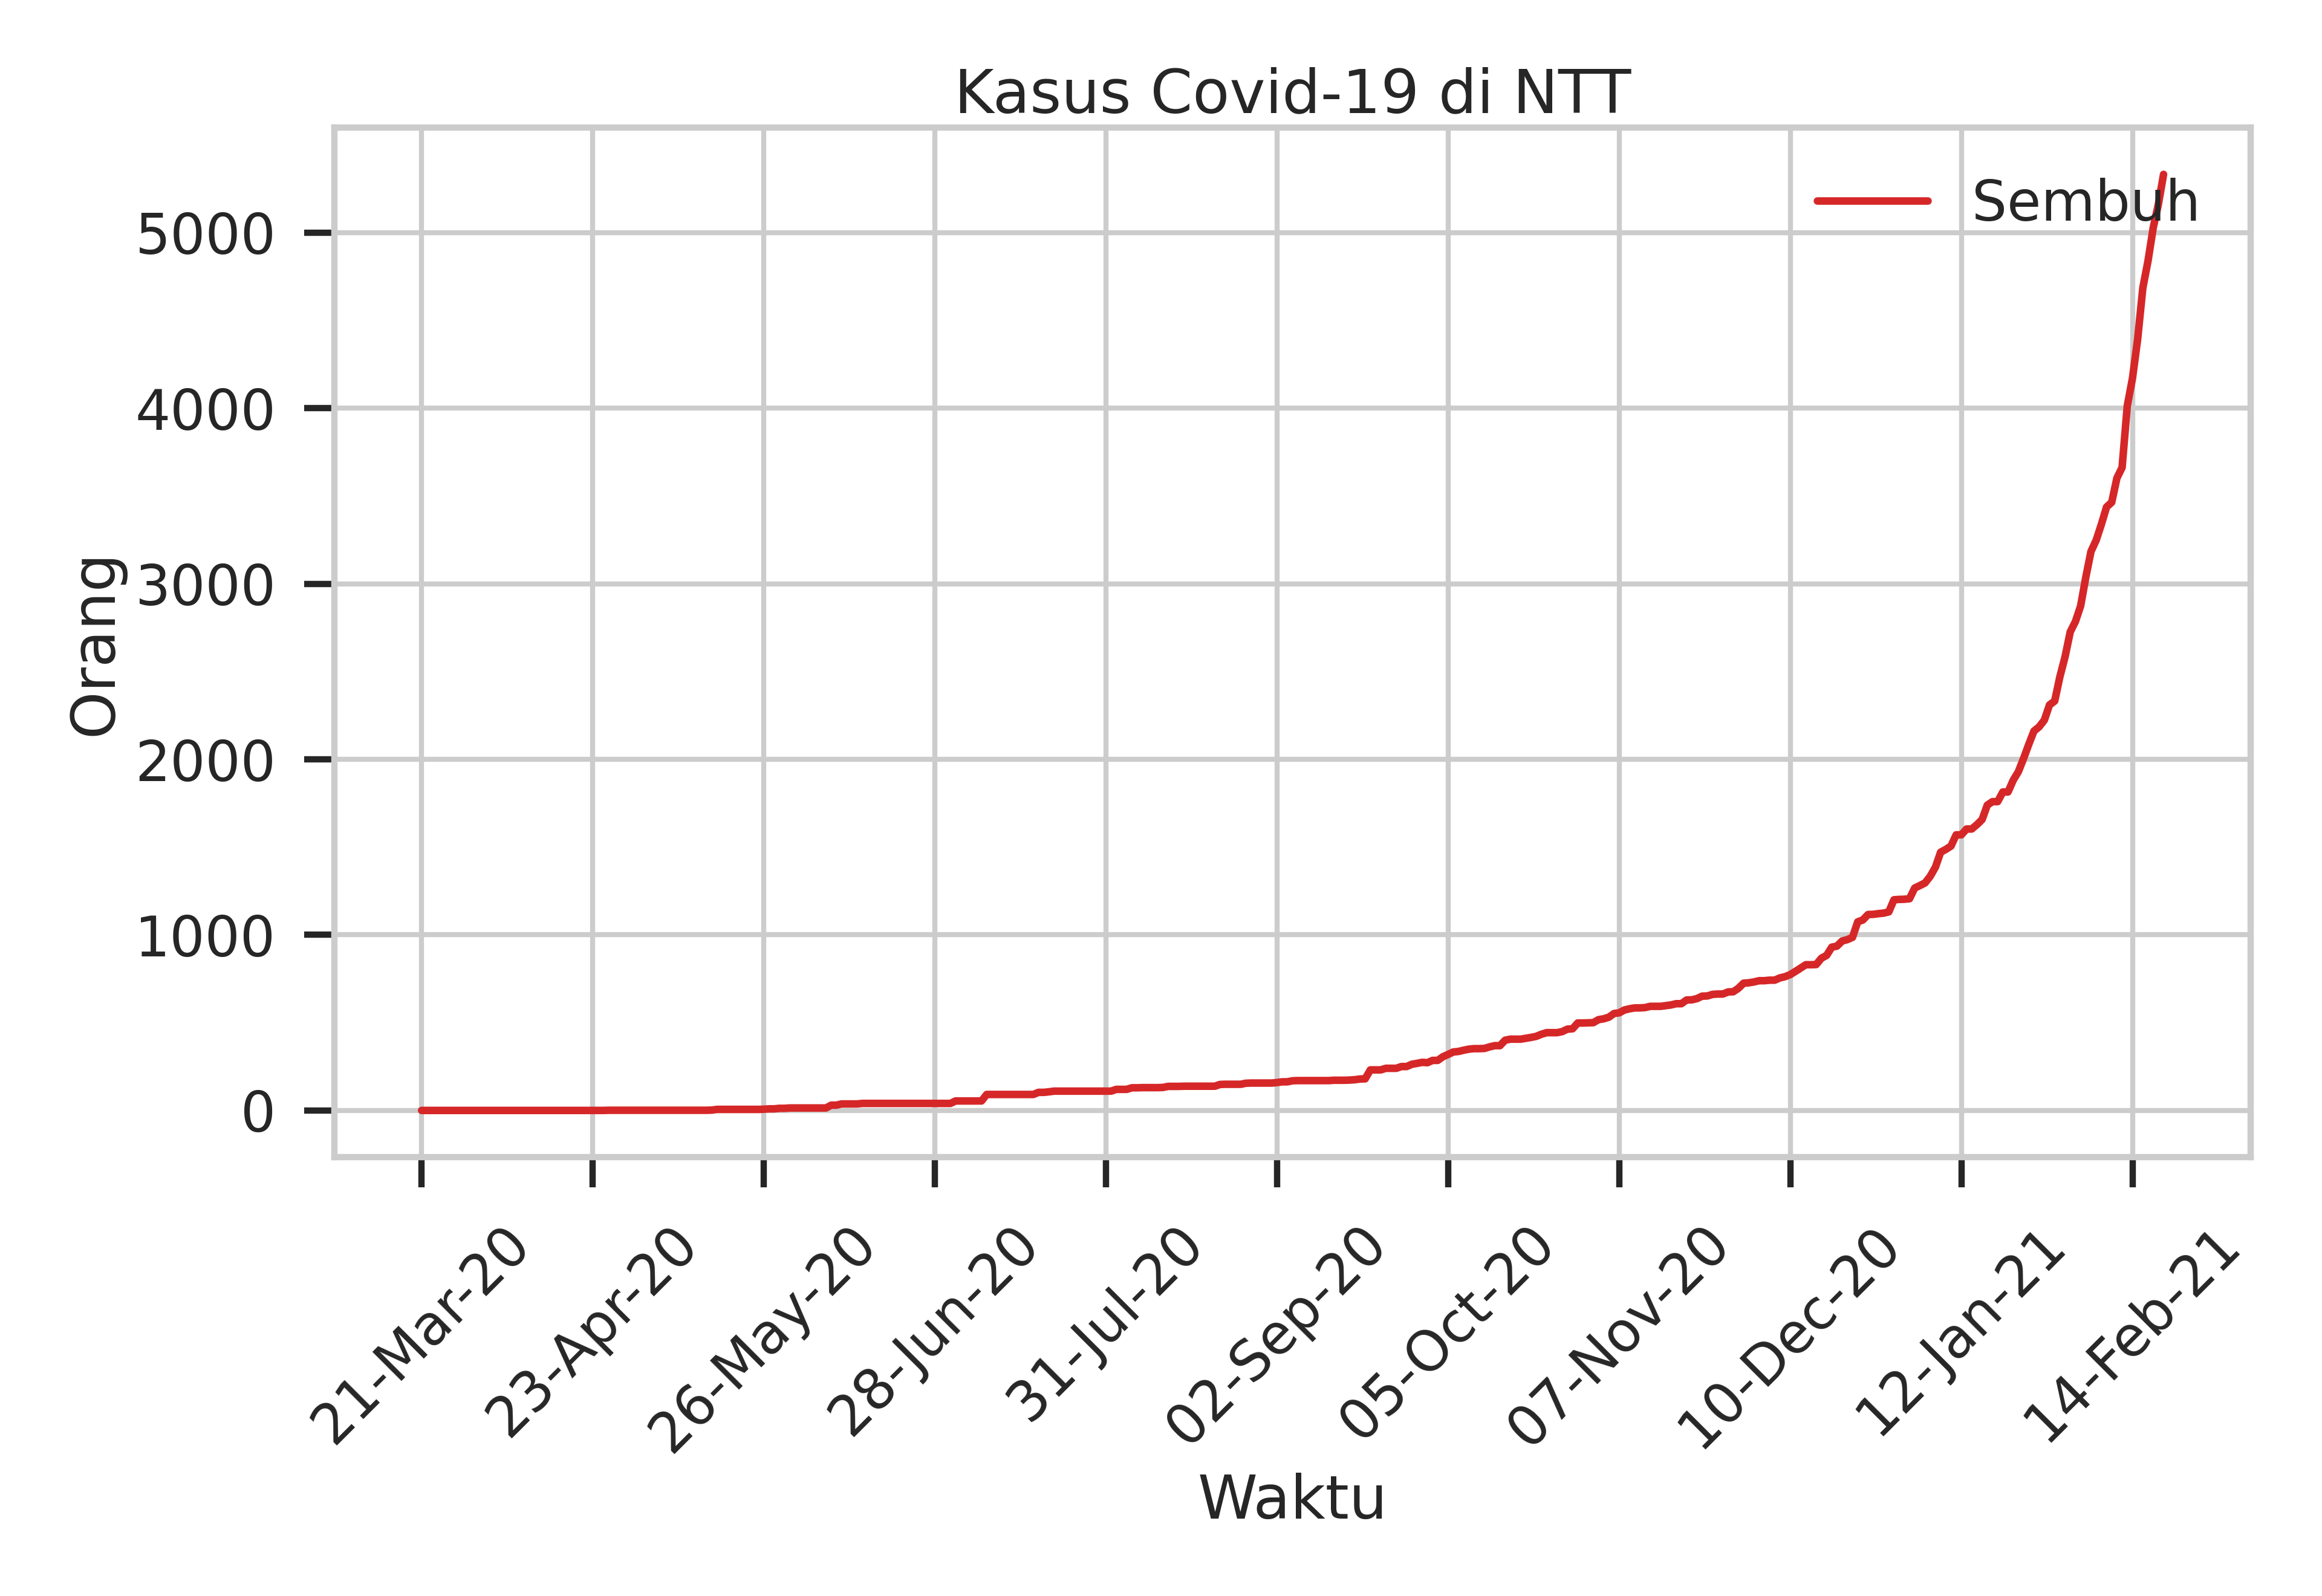 Kasus Covid-19 di NTT
Sembuh
Orang
5000
4000
3000
2000
1000
0
21-Mar-20
23-Apr-20
26-May-20
28-Jun-20
31-Jul-20
02-Sep-20
05-Oct-20
07-Nov-20
10-Dec-20
12-Jan-21
14-Feb-21
Waktu